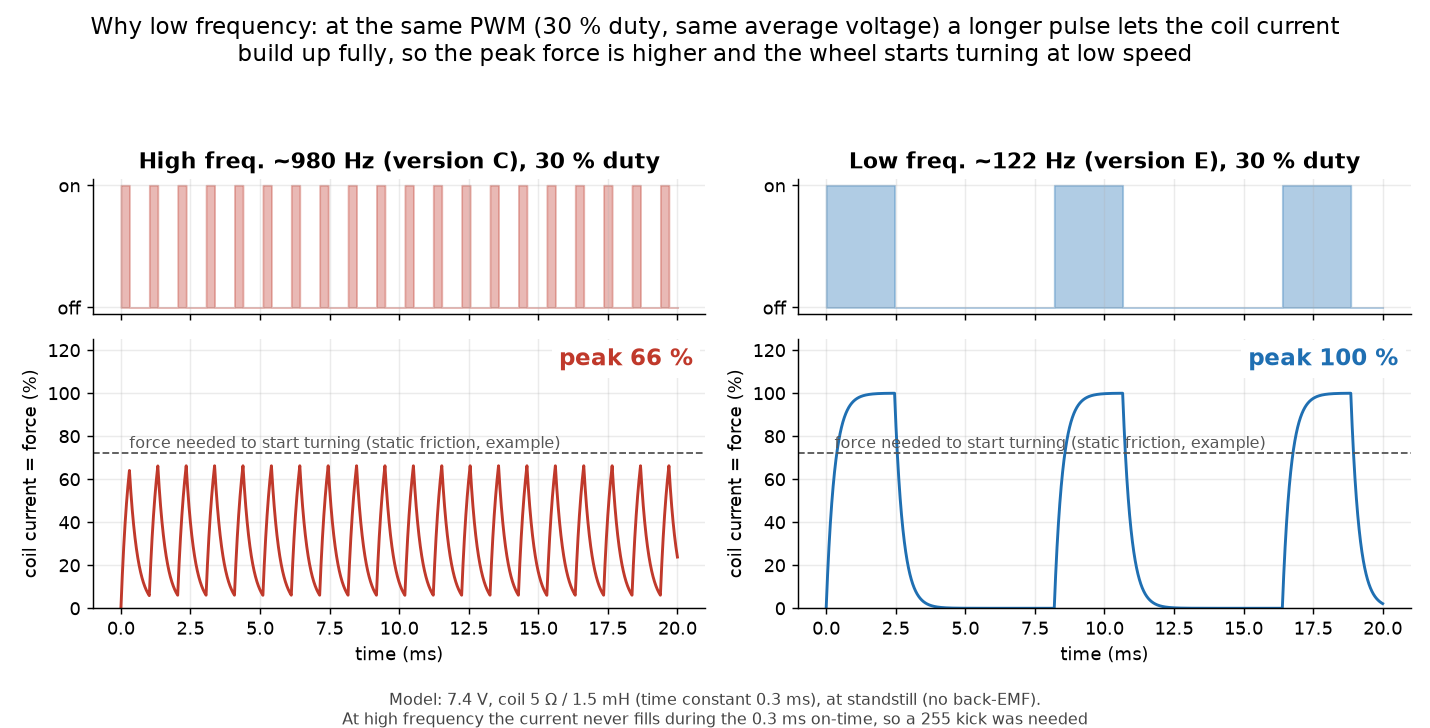 Why low frequency: at the same PWM (30 % duty, same average voltage) a longer pulse lets the coil current
build up fully, so the peak force is higher and the wheel starts turning at low speed
High freq. ~980 Hz (version C), 30 % duty
on
off
Low freq. ~122 Hz (version E), 30 % duty
on
off
coil current = force (%)
120
100
80
60
40
20
0
peak 66 %
force needed to start turning (static friction, example)
0.0 2.5 5.0 7.5 10.0 12.5 15.0 17.5 20.0
time (ms)
coil current = force (%)
120
100
80
60
40
20
0
peak 100 %
force needed to start turning (static friction, example)
0.0 2.5 5.0 7.5 10.0 12.5 15.0 17.5 20.0
time (ms)
Model: 7.4 V, coil 5 Ω / 1.5 mH (time constant 0.3 ms), at standstill (no back-EMF).
At high frequency the current never fills during the 0.3 ms on-time, so a 255 kick was needed